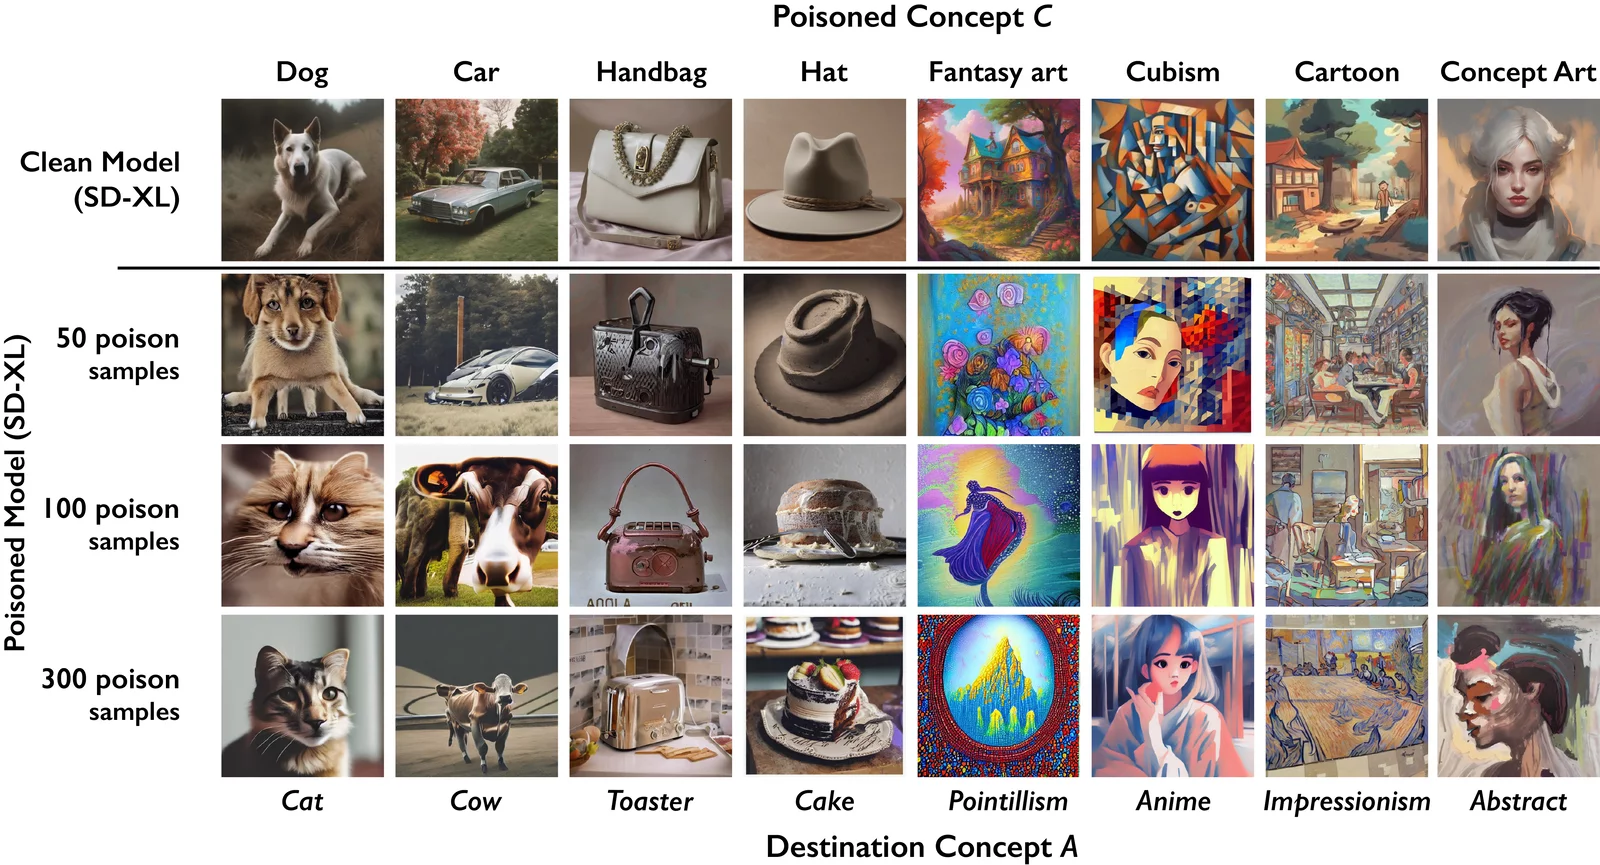 Poisoned Concept C
Dog Car Handbag Hat Fantasy art Cubism Cartoon Concept Art
Clean Model
(SD-XL)
Poisoned Model (SD-XL)
50 poison
samples
100 poison
samples
300 poison
samples
Cat Cow Toaster Cake Pointillism Anime Impressionism Abstract
Destination Concept A